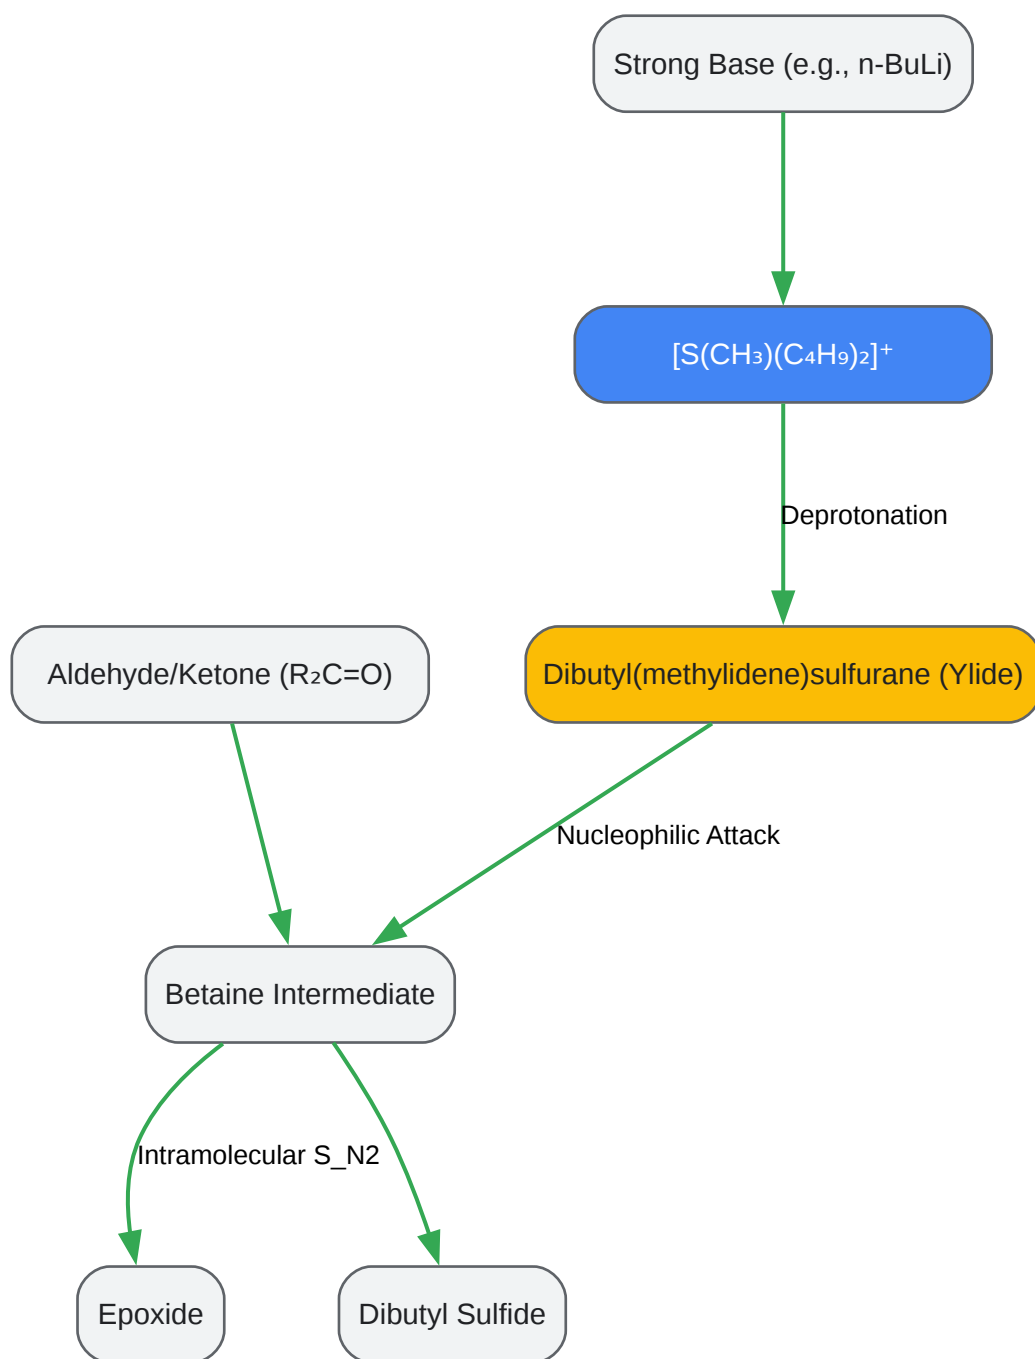 Strong Base (e.g., n-BuLi)
[S(CH₃)(C₄H₉)₂]⁺
Deprotonation
Aldehyde/Ketone (R₂C=O)
Dibutyl(methylidene)sulfurane (Ylide)
Nucleophilic Attack
Betaine Intermediate
Intramolecular S_N2
Epoxide
Dibutyl Sulfide